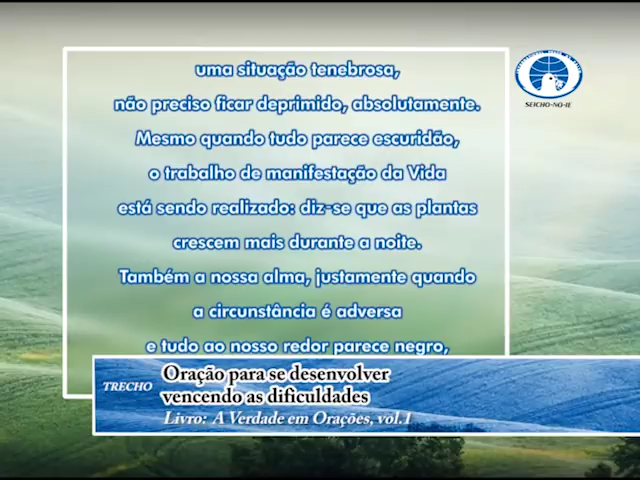 uma situação tenebrosa,
não preciso ficar deprimido, absolutamente.
Mesmo quando tudo parece escuridão,
o trabalho de manifestação da Vida
está sendo realizado: diz-se que as plantas
crescem mais durante a noite.
Também a nossa alma, justamente quando
a circunstância é adversa
e tudo ao nosso redor parece negro,
SEICHO-NO-IE
TRECHO
Oração para se desenvolver
vencendo as dificuldades
Livro: A Verdade em Orações, vol.1